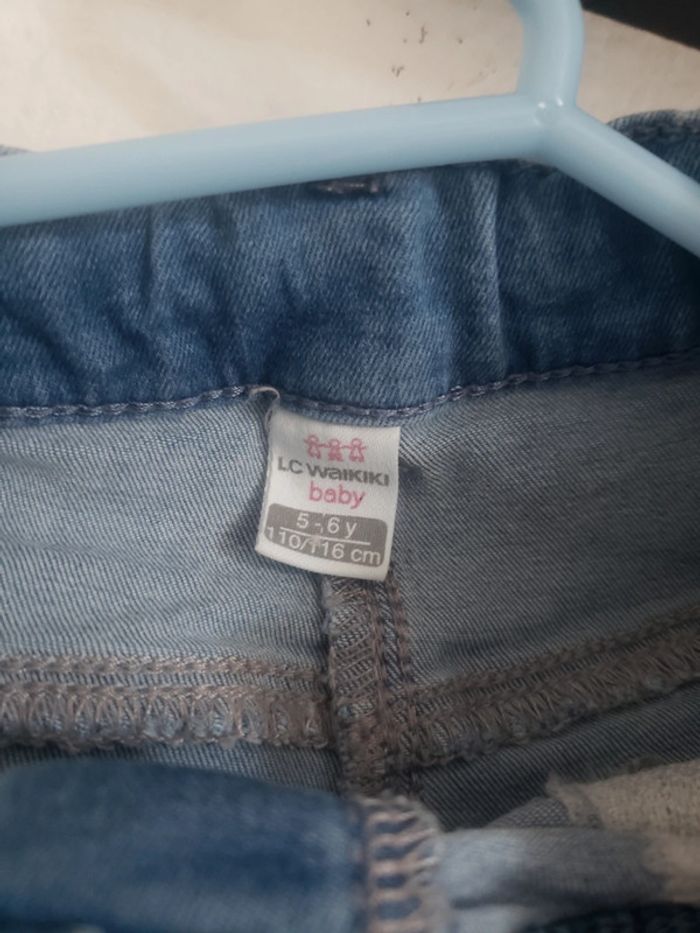 LC WAIKIKI
baby
5-6 y
110/116 cm